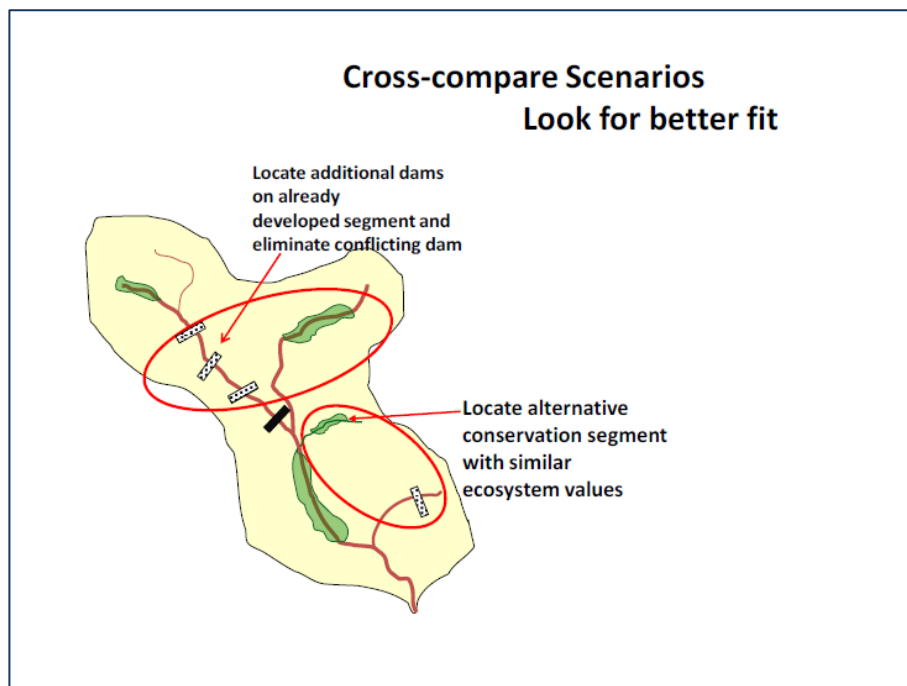 Cross-compare Scenarios
Look for better fit
Locate additional dams
on already
developed segment and
eliminate conflicting dam
Locate alternative
conservation segment
with similar
ecosystem values